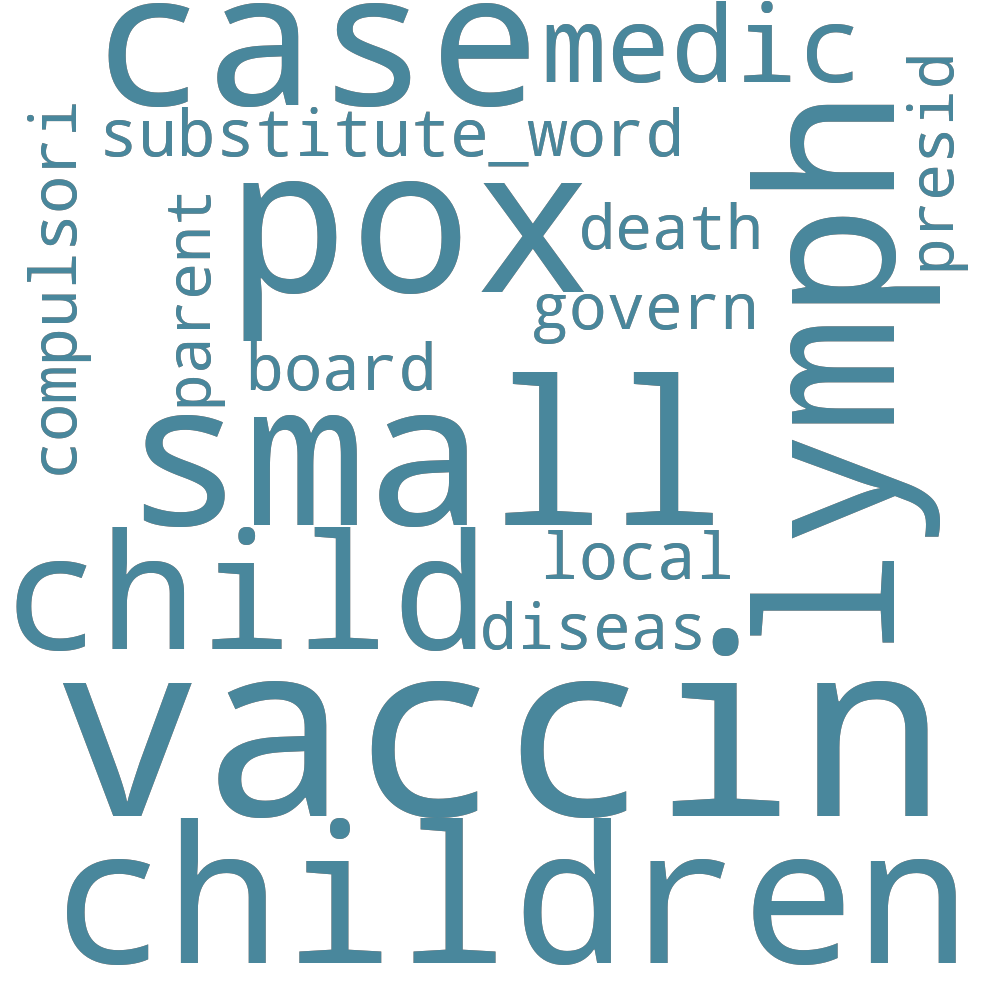 case
medic
substitute_word
presid
compulsori
parent
pox
death
lymph
govern
board
small
child
local
diseas
vaccin
children